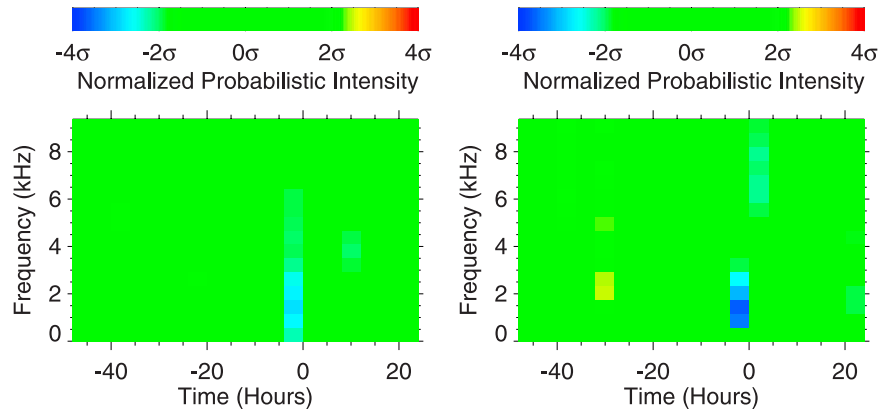 -4σ -2σ 0σ 2σ 4σ
Normalized Probabilistic Intensity
Frequency (kHz)
8
6
4
2
0
-40 -20 0 20
Time (Hours)
-4σ -2σ 0σ 2σ 4σ
Normalized Probabilistic Intensity
Frequency (kHz)
8
6
4
2
0
-40 -20 0 20
Time (Hours)